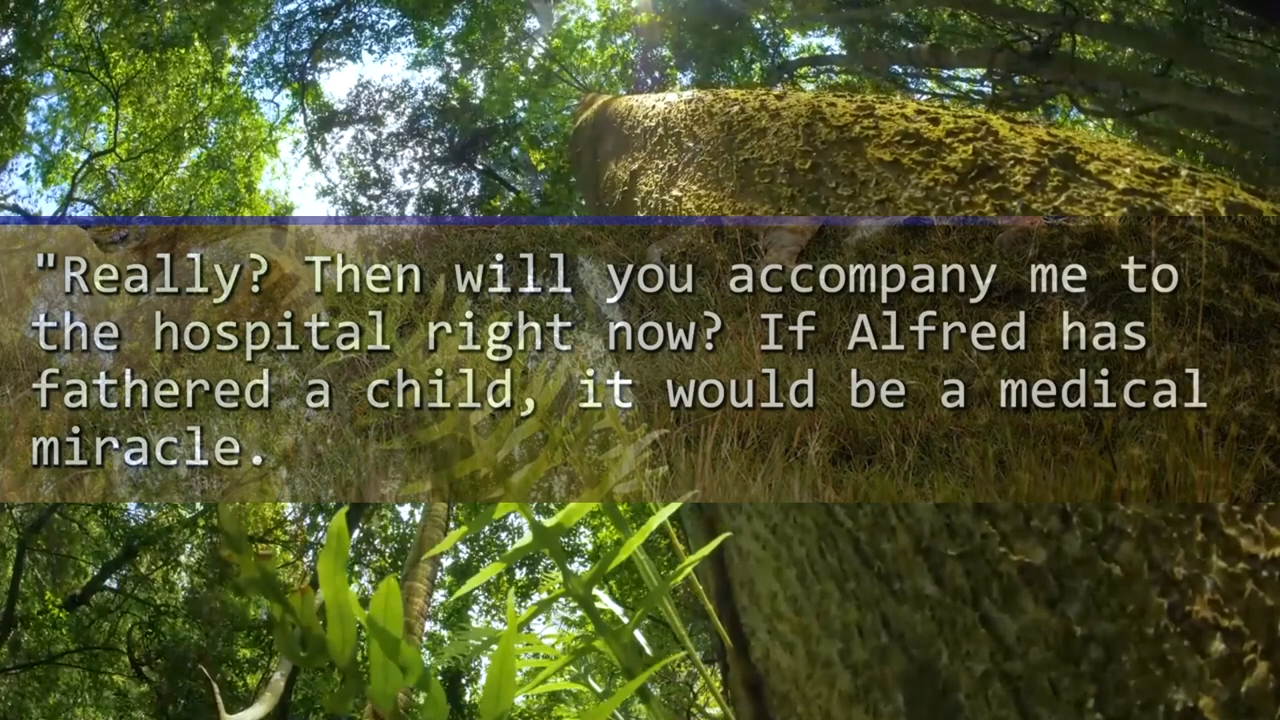 "Really? Then will you accompany me to
the hospital right now? If Alfred has
fathered a child, it would be a medical
miracle.